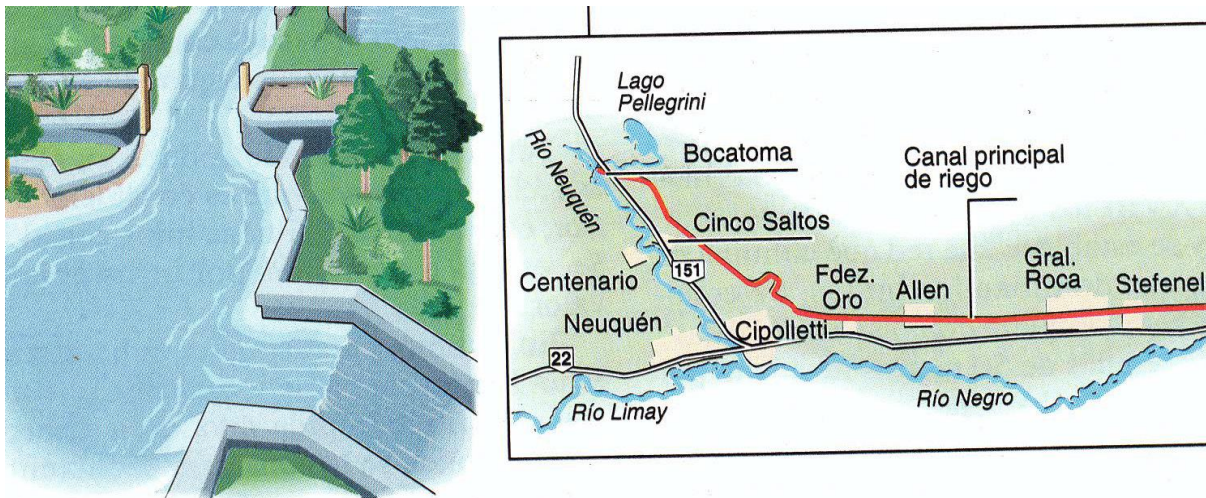 Lago
Pellegrini
Río Neuquén
Bocatoma
Canal principal
de riego
Cinco Saltos
Centenario
151
Fdez.
Oro
Allen
Gral.
Roca
Stefenel
Neuquén
Cipolletti
22
Río Limay
Río Negro